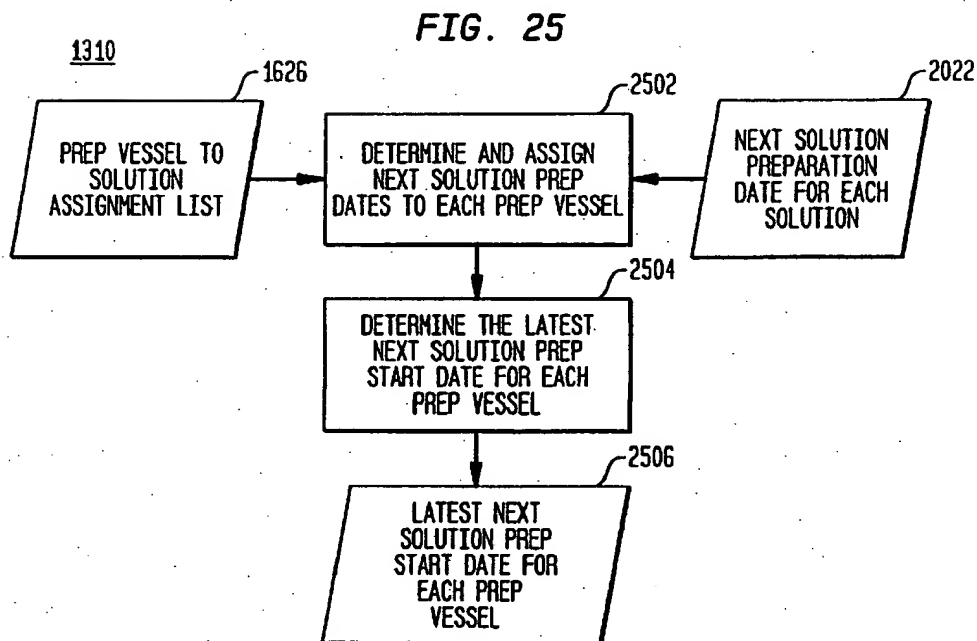 FIG. 25
1310
1626
2502
2022
PREP VESSEL TO
SOLUTION
ASSIGNMENT LIST
DETERMINE AND ASSIGN
NEXT SOLUTION PREP
DATES TO EACH PREP VESSEL
NEXT SOLUTION
PREPARATION
DATE FOR EACH
SOLUTION
2504
DETERMINE THE LATEST
NEXT SOLUTION PREP
START DATE FOR EACH
PREP VESSEL
2506
LATEST NEXT
SOLUTION PREP
START DATE FOR
EACH PREP
VESSEL